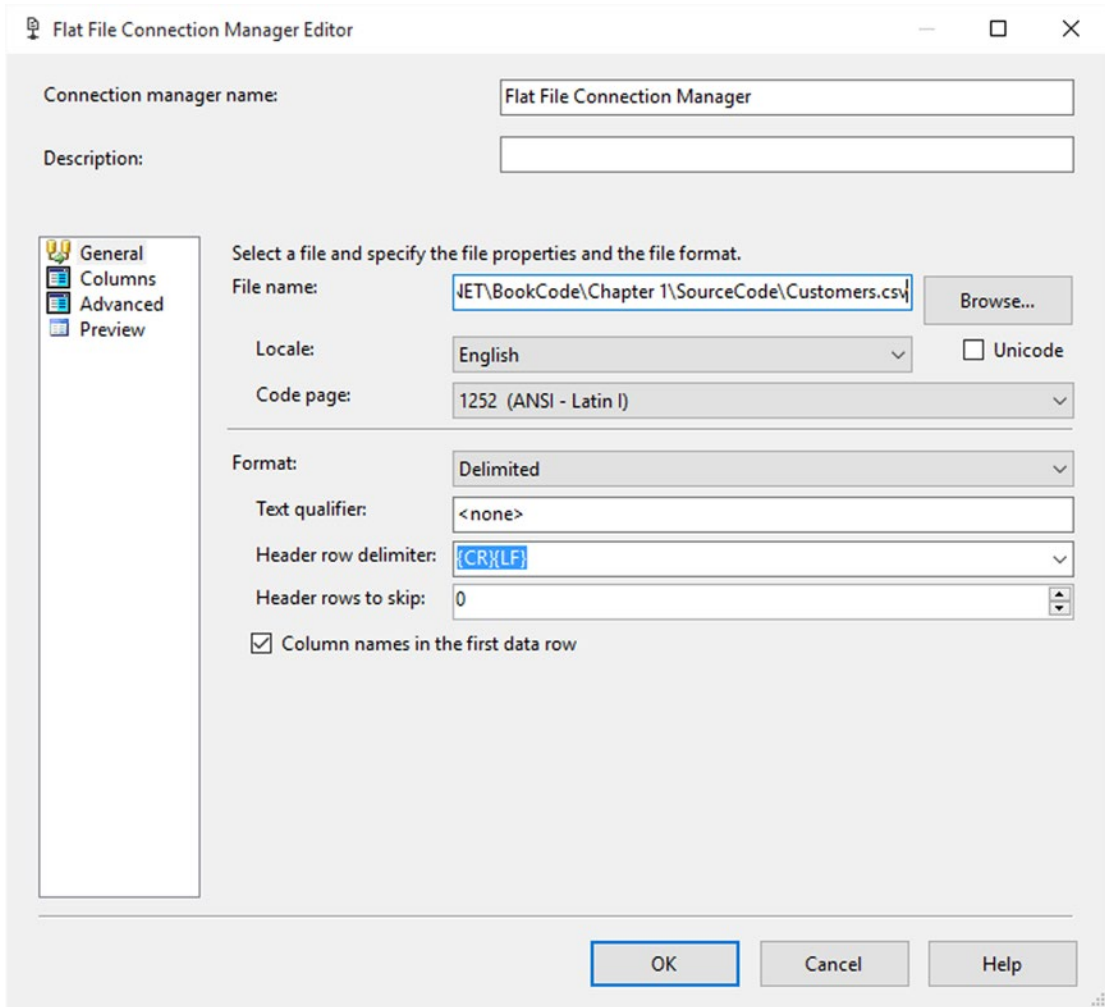 Flat File Connection Manager Editor
Connection manager name: Flat File Connection Manager
Description:
General
Columns
Advanced
Preview
Select a file and specify the file properties and the file format.
File name: NET\BookCode\Chapter 1\SourceCode\Customers.csv Browse...
Locale: English Unicode
Code page: 1252 (ANSI - Latin I)
Format: Delimited
Text qualifier: <none>
Header row delimiter: {CR}{LF}
Header rows to skip: 0
Column names in the first data row
OK Cancel Help